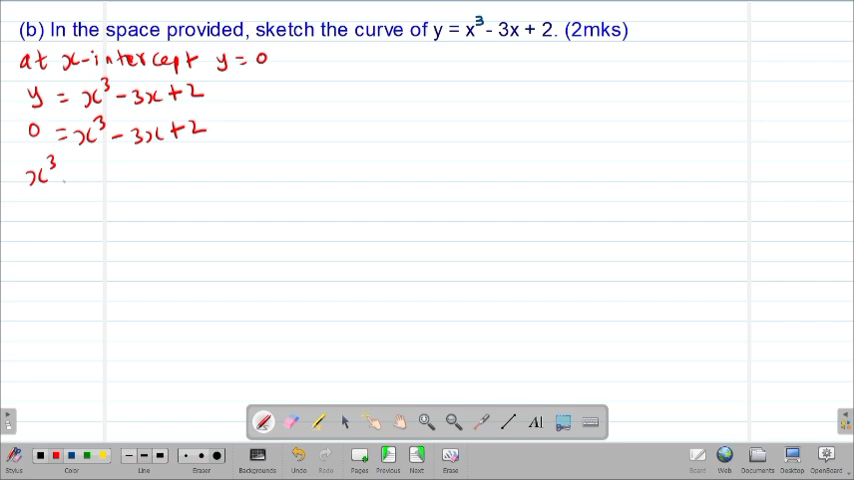 (b) In the space provided, sketch the curve of y = x³ - 3x + 2. (2mks)
at x-intercept y = 0
y = x³ - 3x + 2
0 = x³ - 3x + 2
x³
Stylus
Color
Line
Eraser
Backgrounds
Undo
Redo
Pages
Previous
Next
Erase
Board
Web
Documents
Desktop
OpenBoard